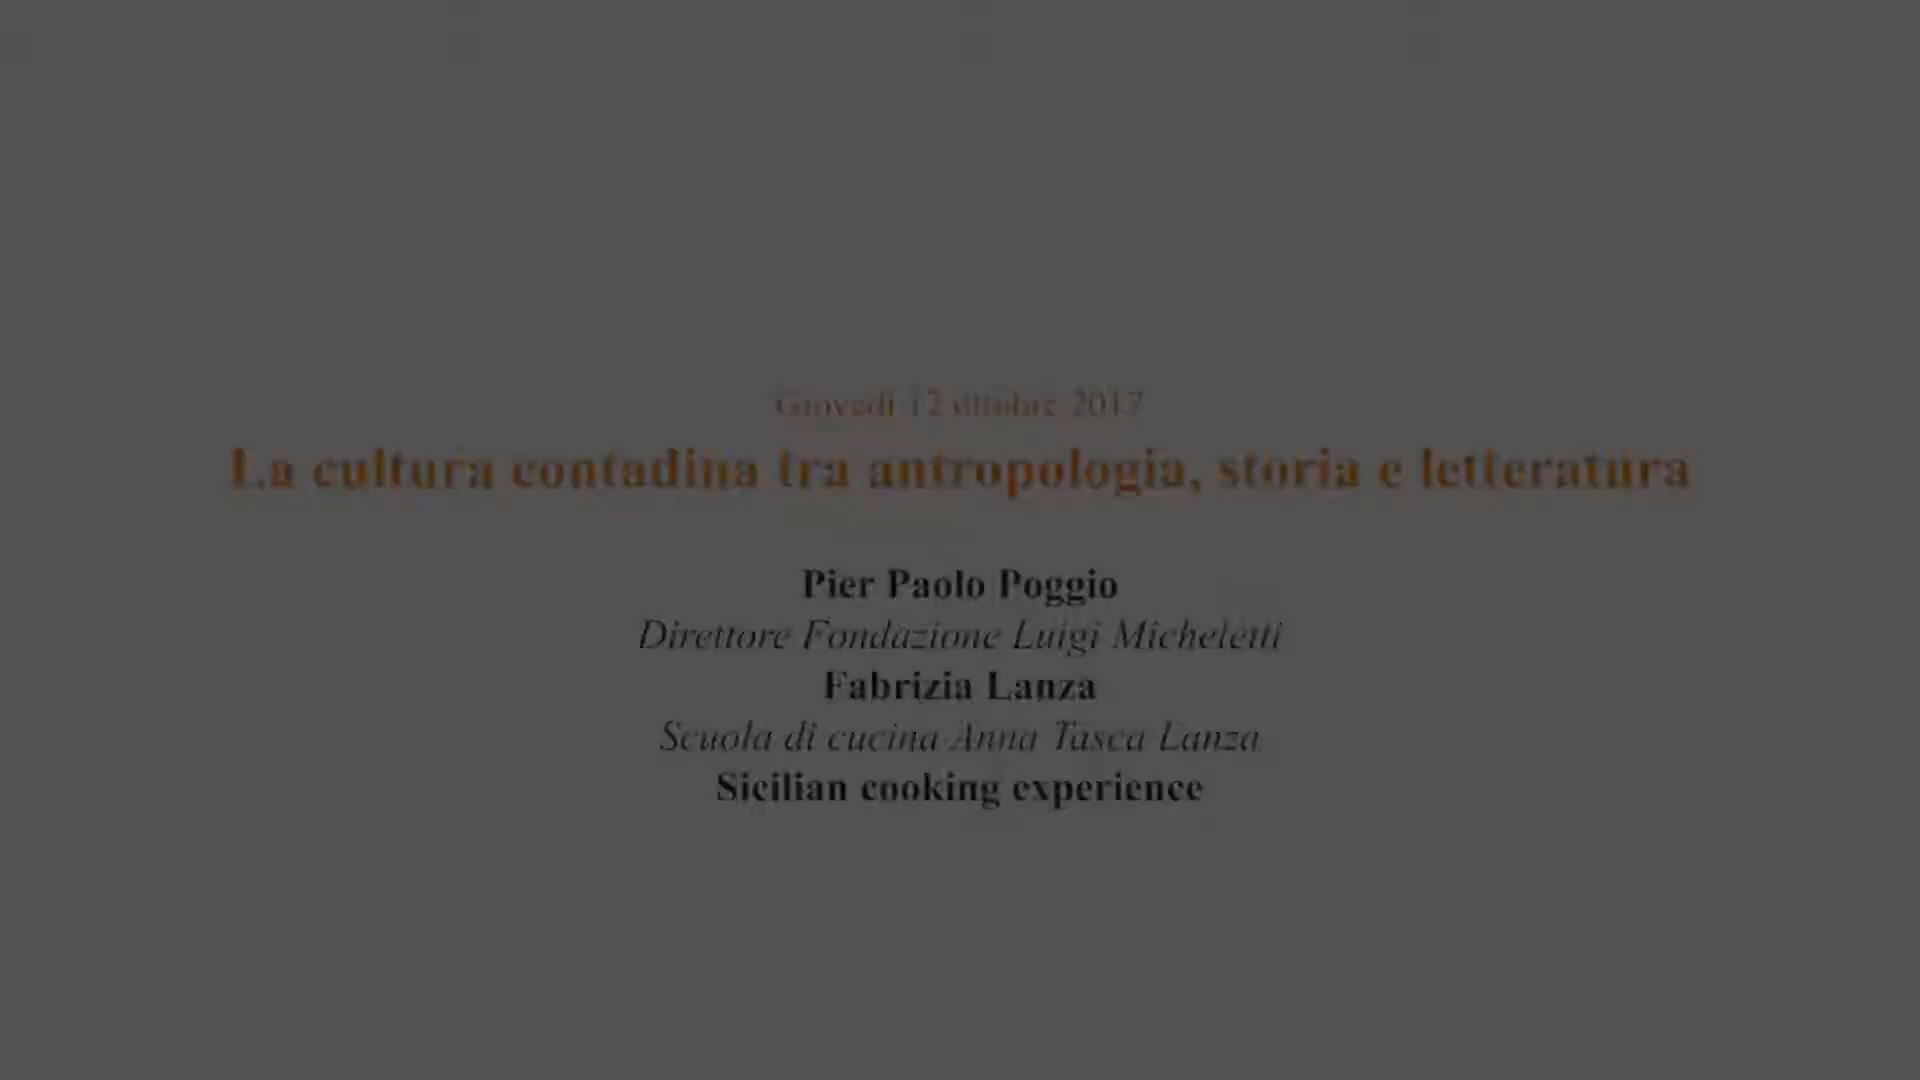 Giovedì 12 ottobre 2017
La cultura contadina tra antropologia, storia e letteratura
Pier Paolo Poggio
Direttore Fondazione Luigi Micheletti
Fabrizia Lanza
Scuola di cucina Anna Tasca Lanza
Sicilian cooking experience